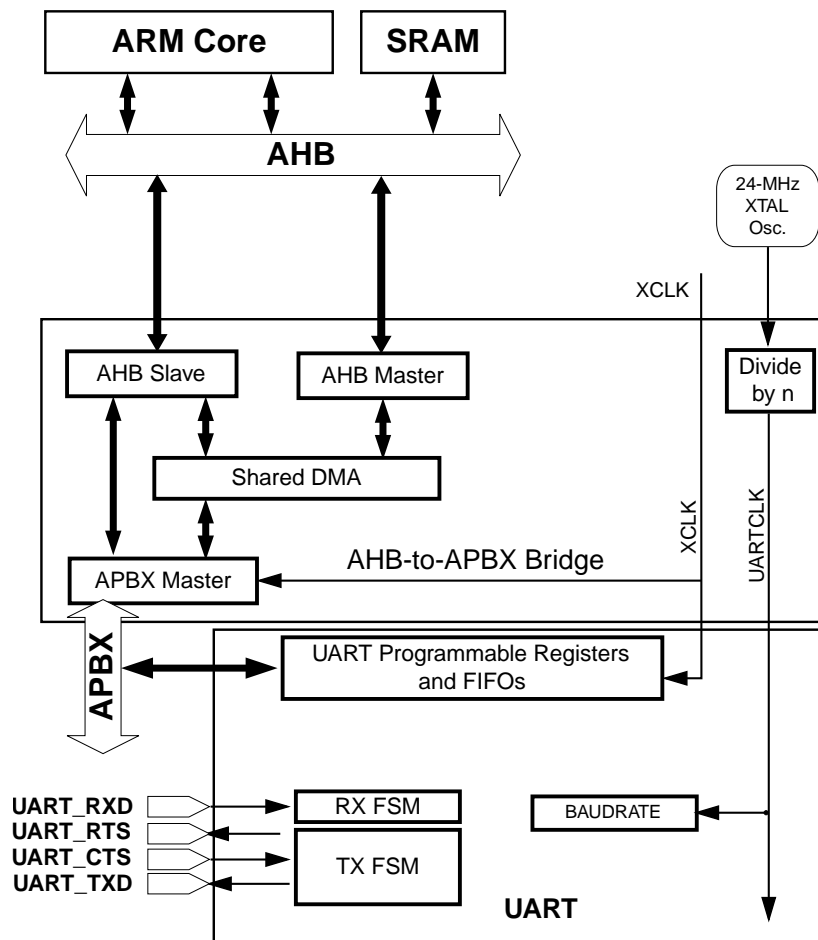 ARM Core
SRAM
AHB
24-MHz
XTAL
Osc.
XCLK
AHB Slave
AHB Master
Divide
by n
Shared DMA
XCLK
UARTCLK
AHB-to-APBX Bridge
APBX Master
APBX
UART Programmable Registers
and FIFOs
UART_RXD
RX FSM
BAUDRATE
UART_RTS
UART_CTS
TX FSM
UART_TXD
UART